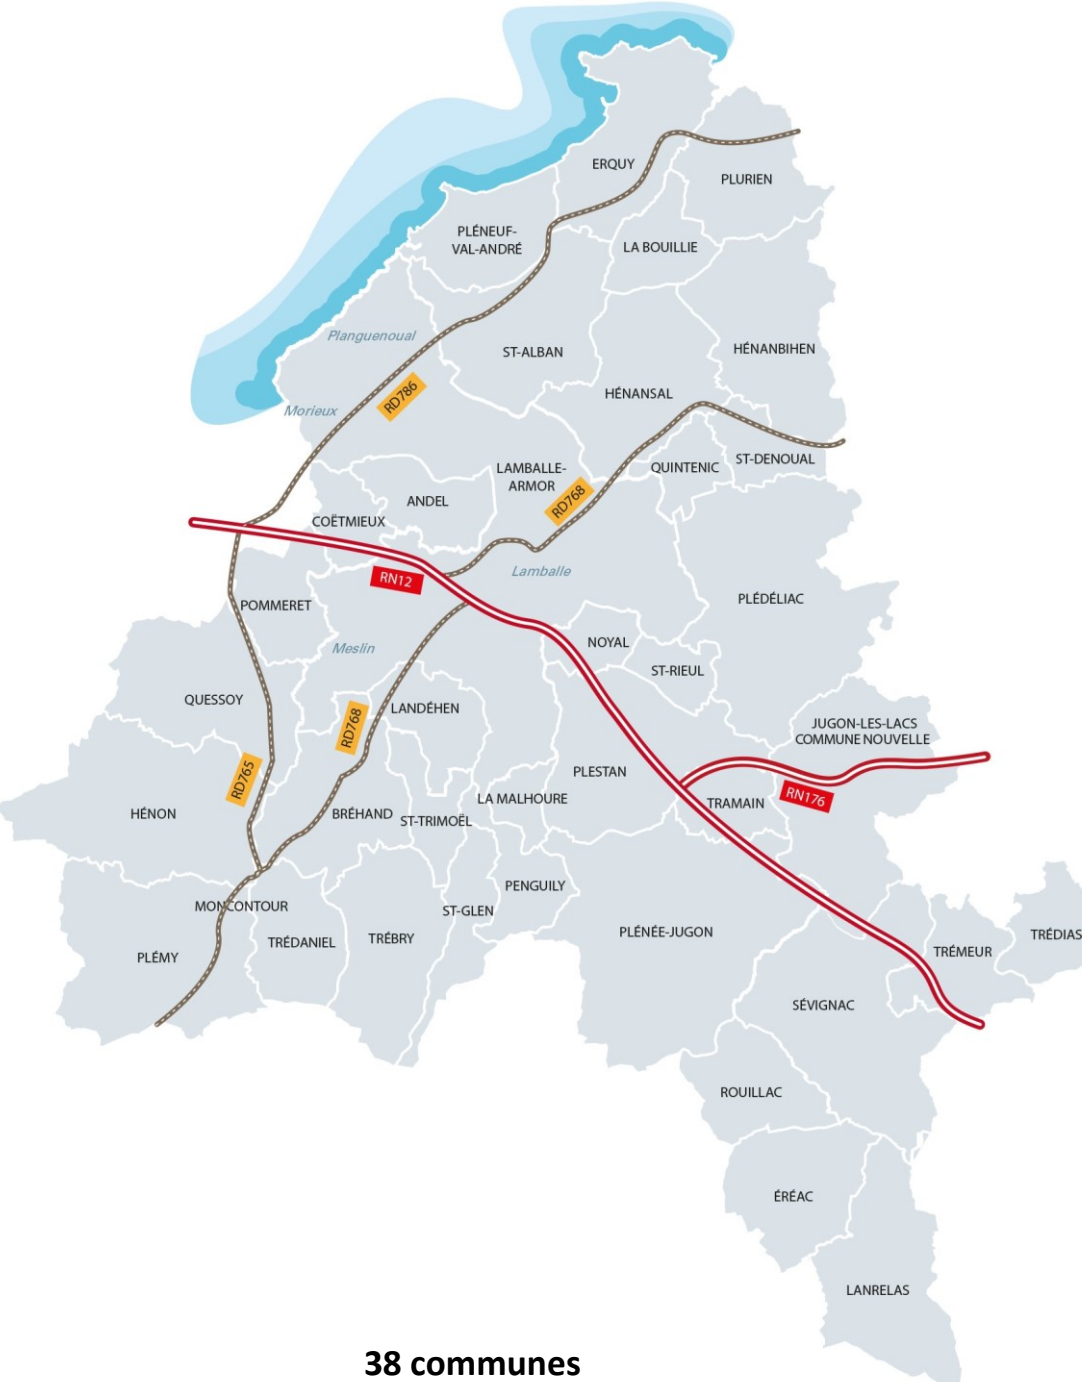 ERQUY
PLURIEN
PLÉNEUF-
VAL-ANDRÉ
LA BOUILLIE
Planguenoual
ST-ALBAN
HÉNANBIHEN
RD786
HÉNANSAL
Morieux
LAMBALLE-
ARMOR
QUINTENIC
ST-DENOUAL
ANDEL
RD768
COËTMIEUX
RN12
Lamballe
POMMERET
PLÉDÉLIAC
Meslin
NOYAL
ST-RIEUL
QUESSOY
LANDÉHEN
RD768
JUGON-LES-LACS
COMMUNE NOUVELLE
RD765
PLESTAN
RN176
LA MALHOURE
TRAMAIN
HÉNON
BRÉHAND
ST-TRIMOËL
PENGUILY
MONCONTOUR
ST-GLEN
TRÉDANIEL
TRÉBRY
PLÉNÉE-JUGON
TRÉDIAS
TRÉMEUR
PLÉMY
SÉVIGNAC
ROUILLAC
ÉRÉAC
LANRELAS
38 communes